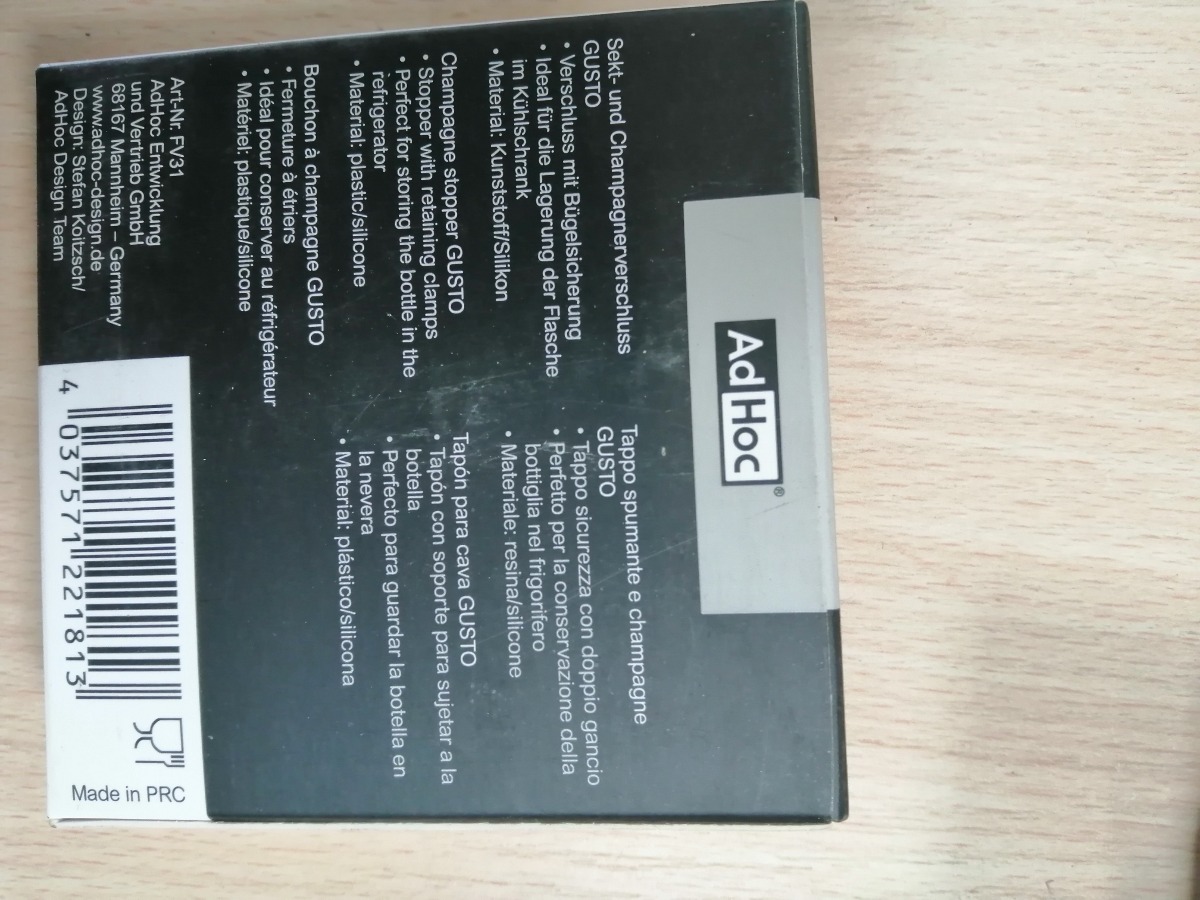 AdHoc®
Sekt- und Champagnerverschluss
GUSTO
• Verschluss mit Bügelsicherung
• Ideal für die Lagerung der Flasche
im Kühlschrank
• Material: Kunststoff/Silikon
Champagne stopper GUSTO
• Stopper with retaining clamps
• Perfect for storing the bottle in the
refrigerator
• Material: plastic/silicone
Bouchon à champagne GUSTO
• Fermeture à étriers
• Idéal pour conserver au réfrigérateur
• Matériel: plastique/silicone
Tappo spumante e champagne
GUSTO
• Tappo sicurezza con doppio gancio
• Perfetto per la conservazione della
bottiglia nel frigorifero
• Materiale: resina/silicone
Tapón para cava GUSTO
• Tapón con soporte para sujetar a la
botella
• Perfecto para guardar la botella en
la nevera
• Material: plástico/silicona
Art-Nr. FV31
AdHoc Entwicklung
und Vertrieb GmbH
68167 Mannheim – Germany
www.adhoc-design.de
Design: Stefan Koitzsch/
AdHoc Design Team
4 037571 221813
Made in PRC